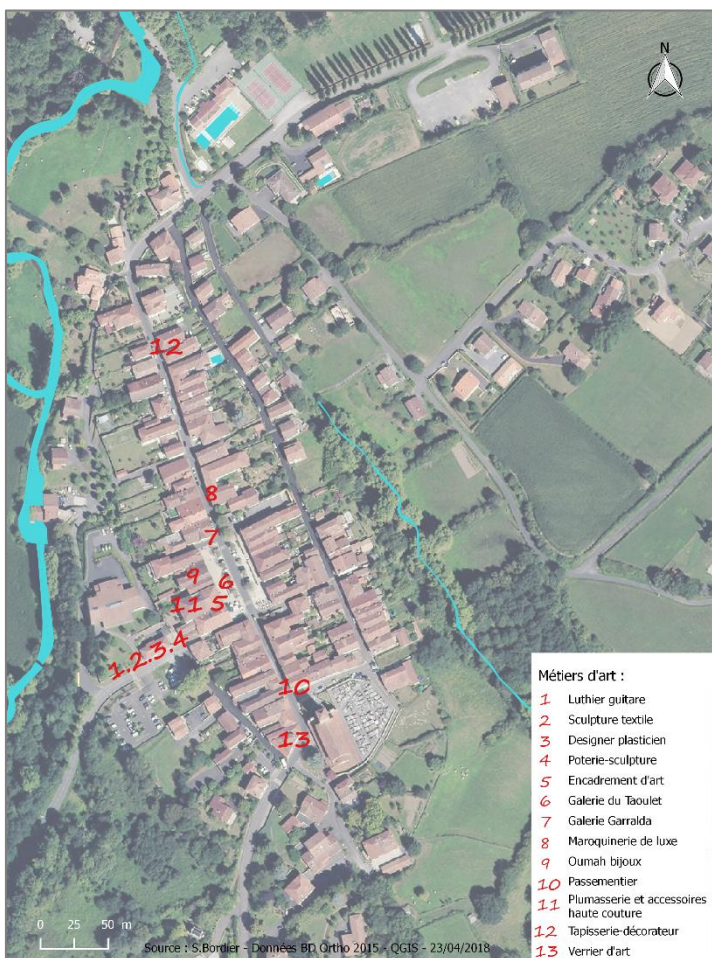 N
12
8
7
9
6
11
5
1.2.3.4
10
13
Métiers d'art :
1 Luthier guitare
2 Sculpture textile
3 Designer plasticien
4 Poterie-sculpture
5 Encadrement d'art
6 Galerie du Taoulet
7 Galerie Garralda
8 Maroquinerie de luxe
9 Oumah bijoux
10 Passementier
11 Plumasserie et accessoires
haute couture
12 Tapisserie-décorateur
13 Verrier d'art
0 25 50 m
Source : S.Bordier - Données BD Ortho 2015 - QGIS - 23/04/2018